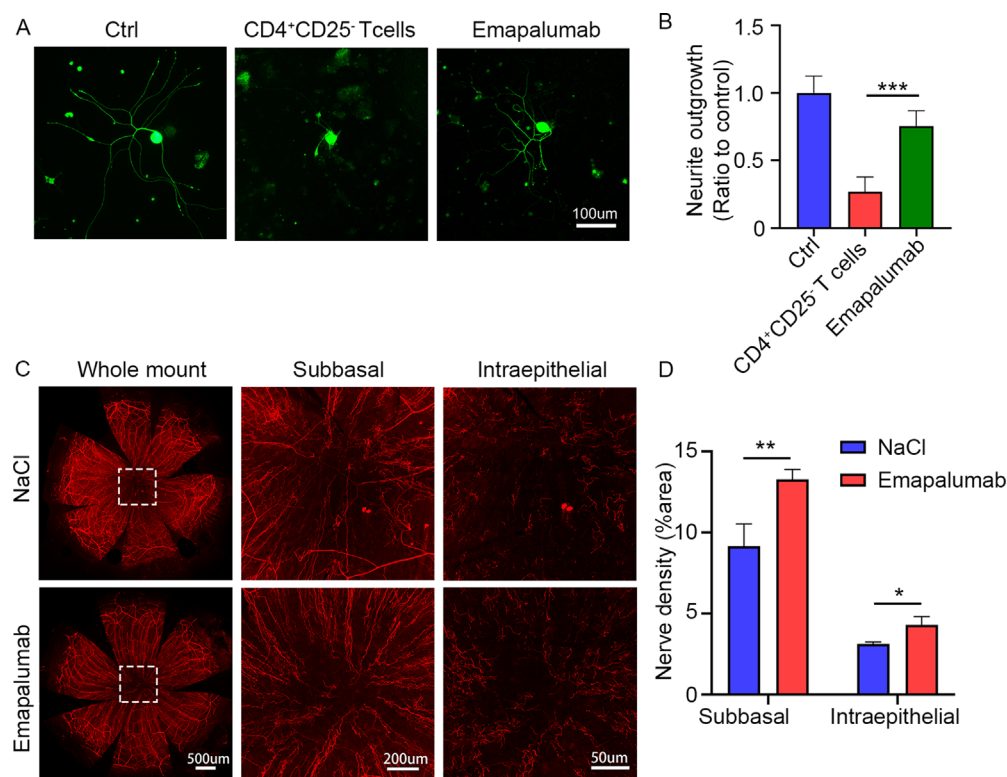 A
Ctrl
CD4⁺CD25⁻ Tcells
Emapalumab
100um
B
Neurite outgrowth
(Ratio to control)
1.5
1.0
0.5
0
***
Ctrl
CD4⁺CD25⁻ T cells
Emapalumab
C
Whole mount
Subbasal
Intraepithelial
NaCl
Emapalumab
500um
200um
50um
D
Nerve density (%area)
15
10
5
0
**
*
NaCl
Emapalumab
Subbasal
Intraepithelial